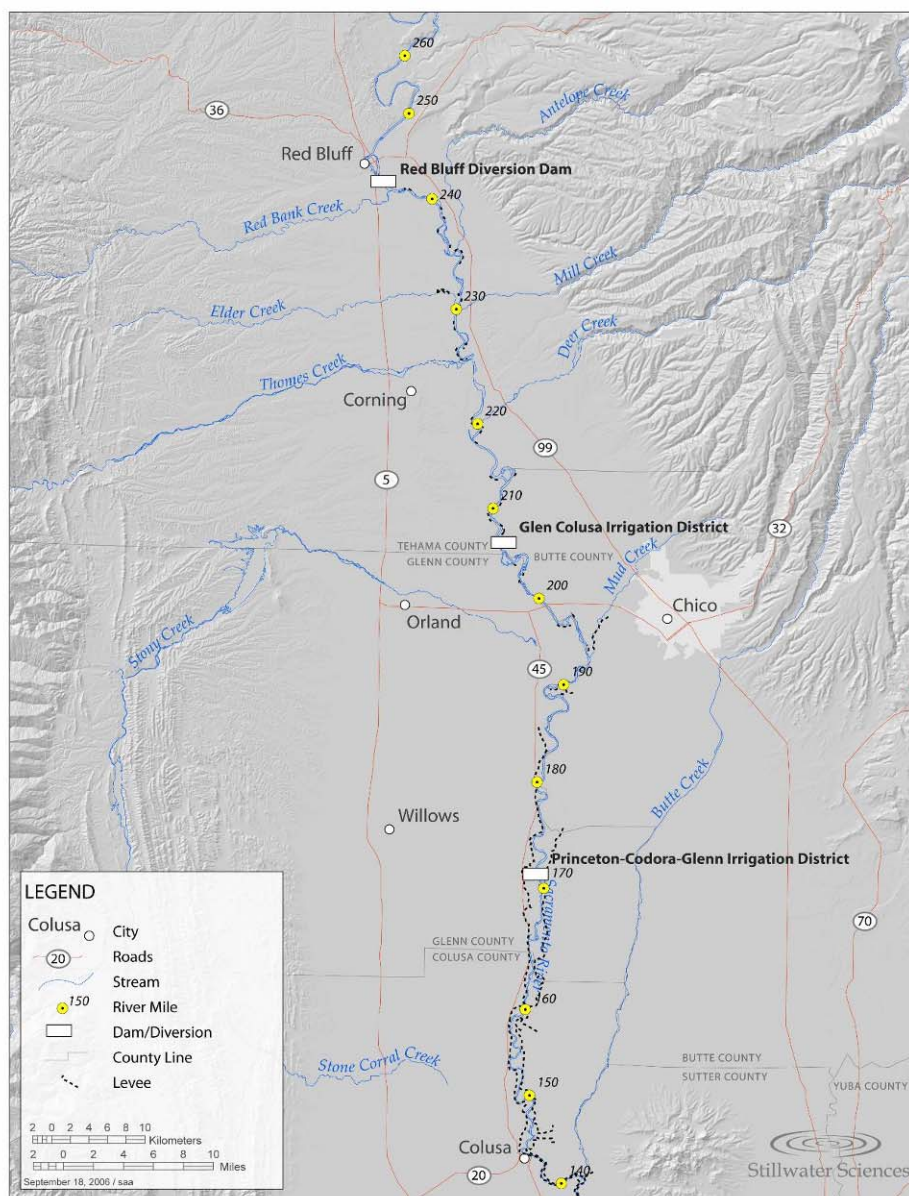 260
250
36
Antelope Creek
Red Bluff
Red Bluff Diversion Dam
240
Red Bank Creek
Mill Creek
230
Elder Creek
Deer Creek
Thomes Creek
Corning
220
99
5
210
Glen Colusa Irrigation District
32
TEHAMA COUNTY
BUTTE COUNTY
GLENN COUNTY
Mud Creek
200
Chico
Orland
Stony Creek
45
190
180
Butte Creek
Willows
Princeton-Codora-Glenn Irrigation District
170
Sacramento River
70
GLENN COUNTY
COLUSA COUNTY
160
Stone Corral Creek
BUTTE COUNTY
SUTTER COUNTY
YUBA COUNTY
150
Colusa
20
140
LEGEND
Colusa City
20 Roads
Stream
150 River Mile
Dam/Diversion
County Line
Levee
2 0 2 4 6 8 10
Kilometers
2 0 2 4 6 8 10
Miles
September 18, 2006 / saa
Stillwater Sciences